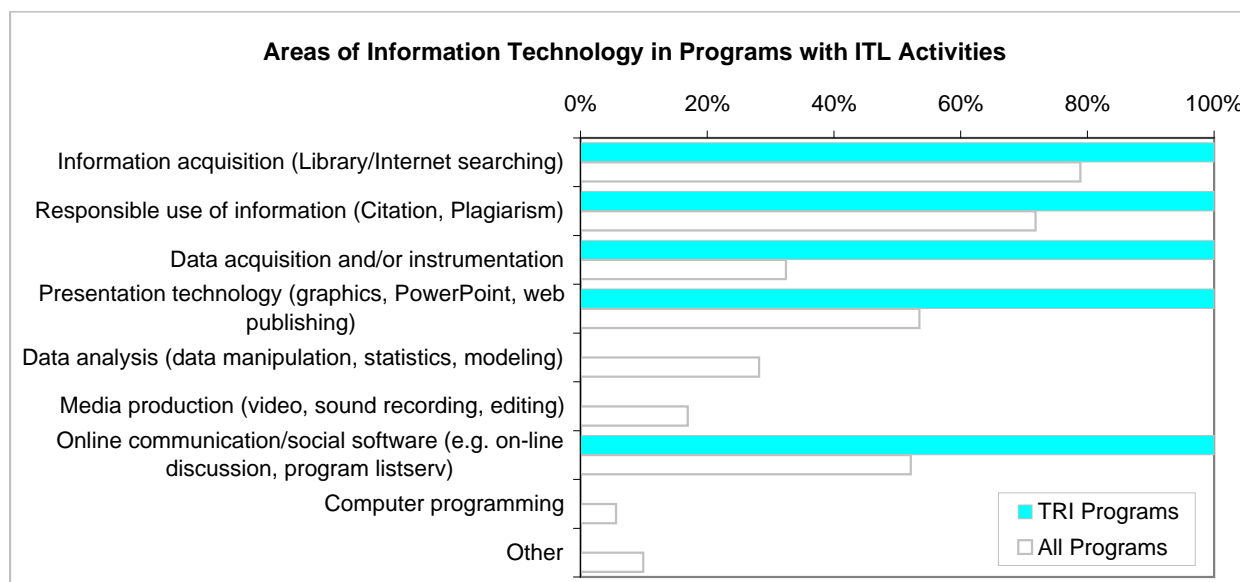 Areas of Information Technology in Programs with ITL Activities
0% 20% 40% 60% 80% 100%
Information acquisition (Library/Internet searching)
Responsible use of information (Citation, Plagiarism)
Data acquisition and/or instrumentation
Presentation technology (graphics, PowerPoint, web
publishing)
Data analysis (data manipulation, statistics, modeling)
Media production (video, sound recording, editing)
Online communication/social software (e.g. on-line
discussion, program listserv)
Computer programming
Other
TRI Programs
All Programs